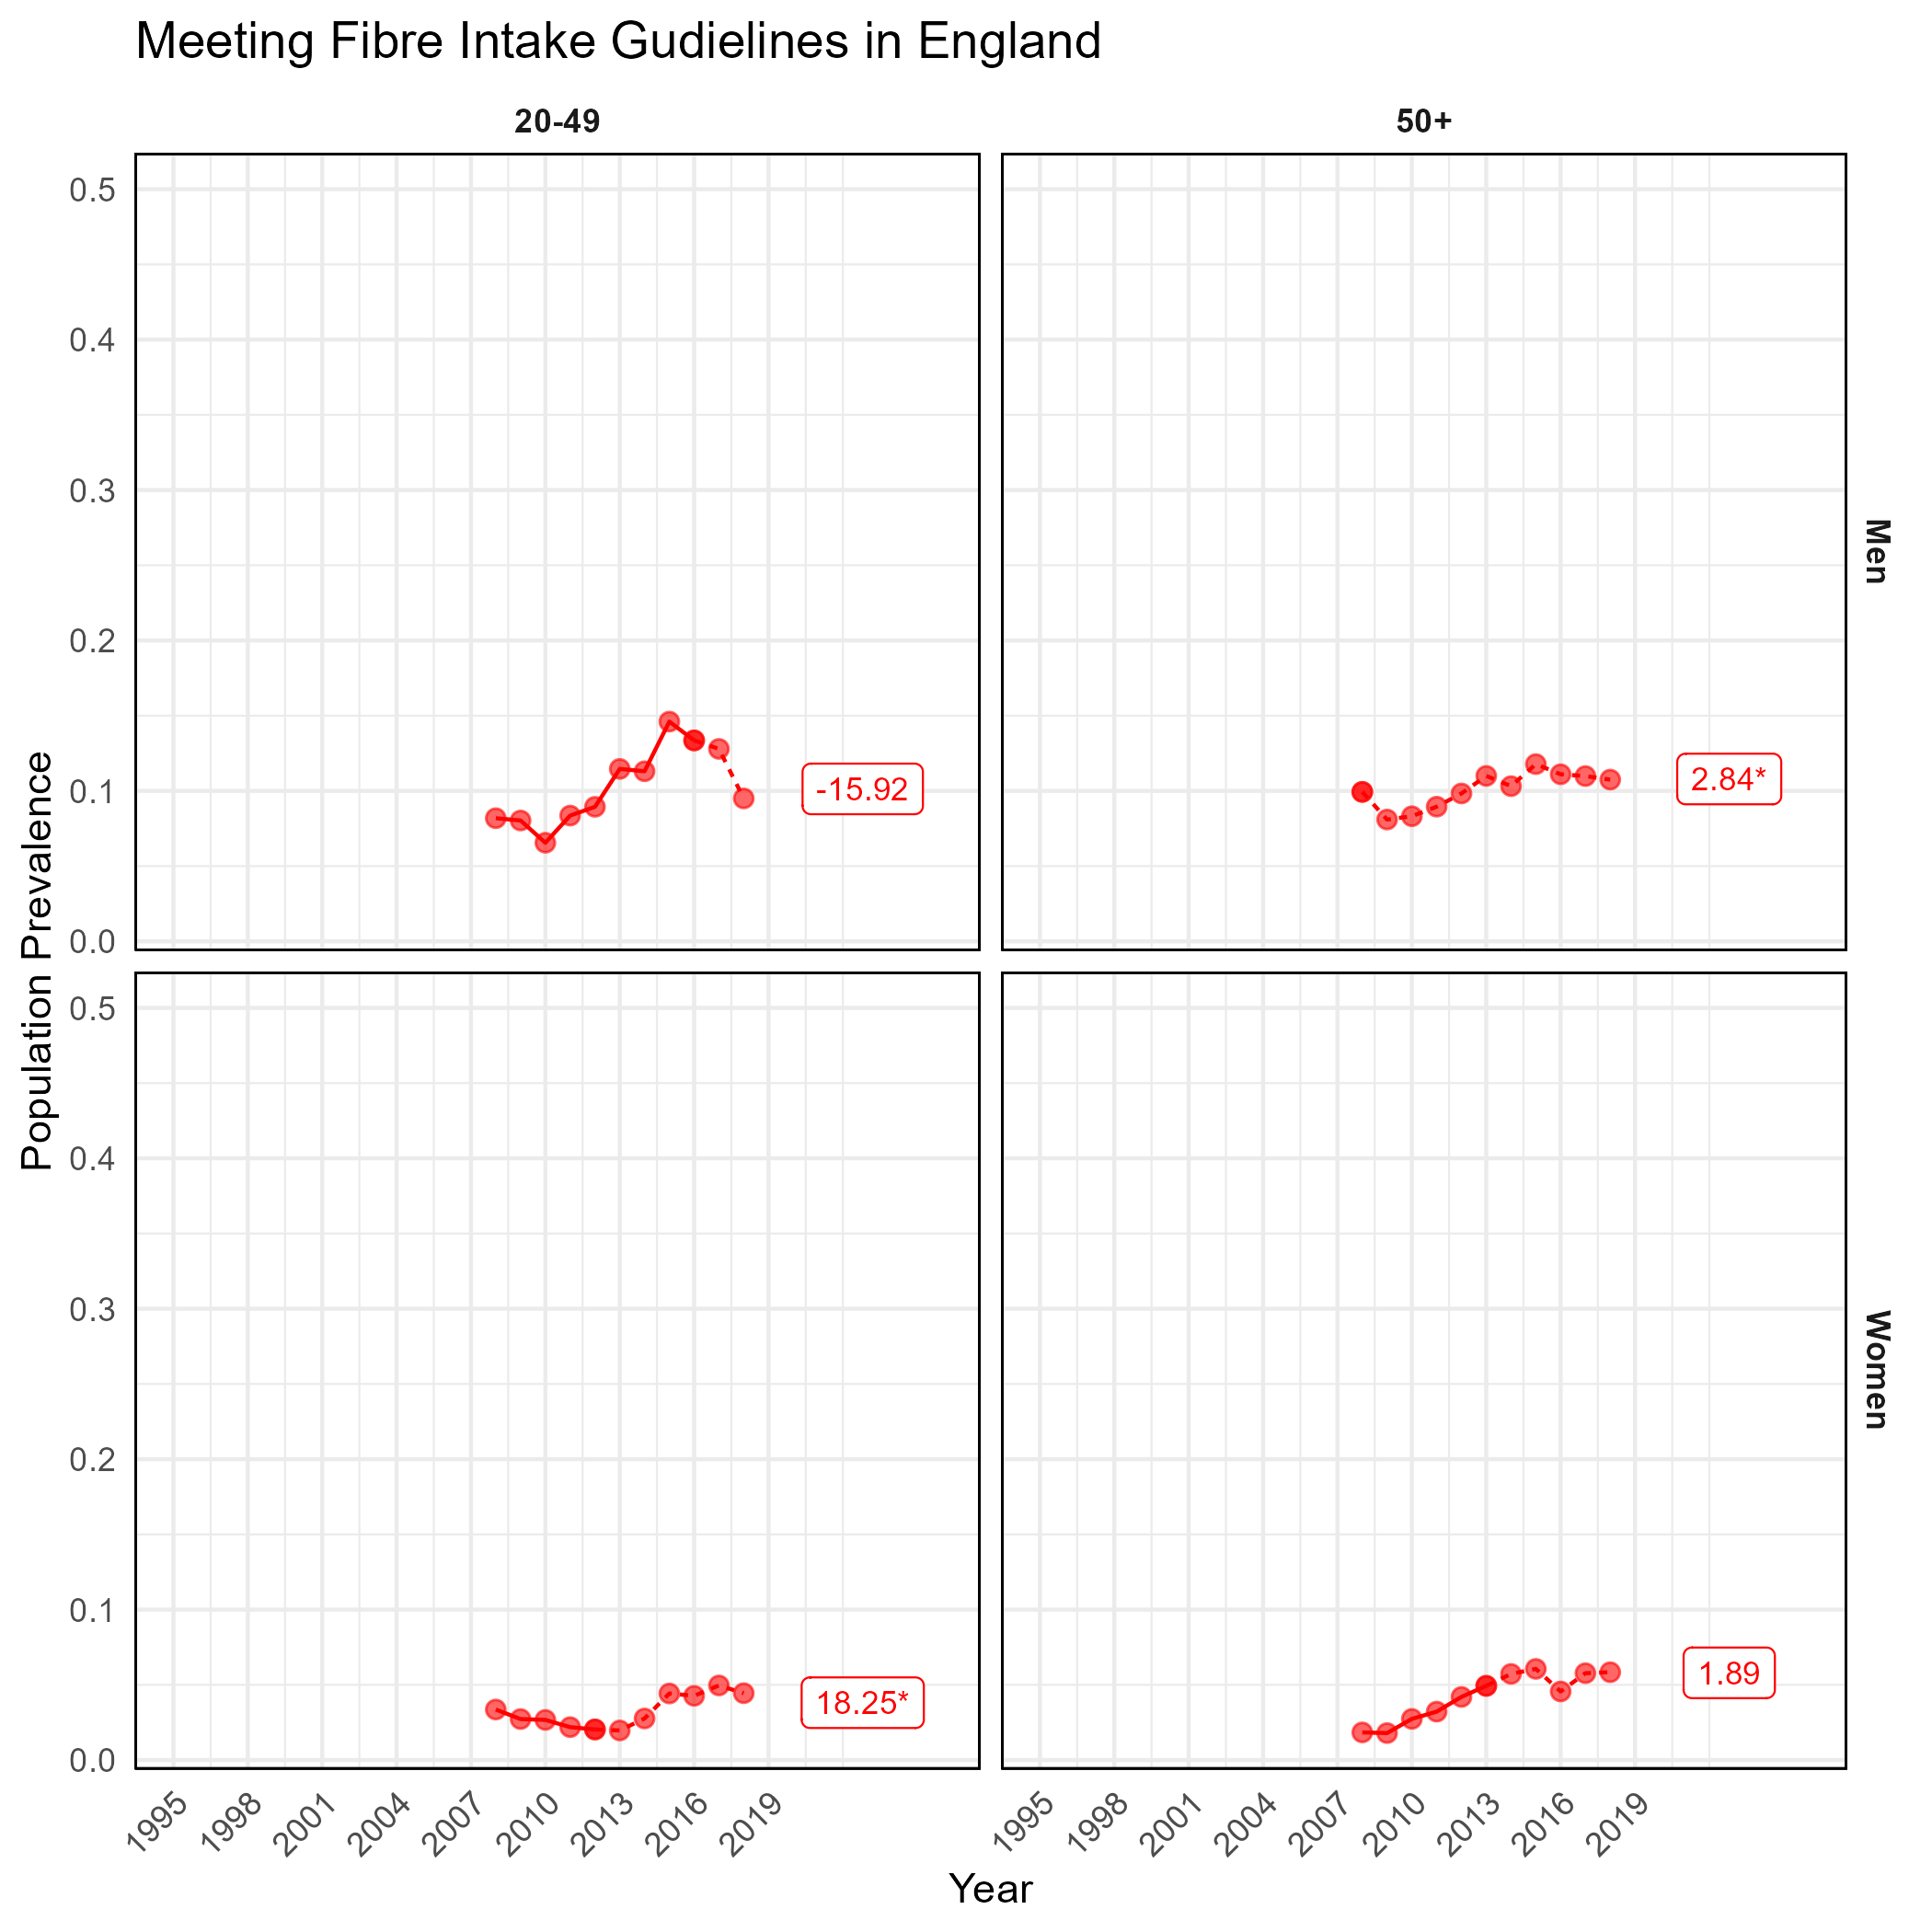 Meeting Fibre Intake Gudielines in England
20-49
50+
0.5
0.4
0.3
0.2
0.1
0.0
-15.92
2.84*
Men
Population Prevalence
0.5
0.4
0.3
0.2
0.1
0.0
18.25*
1.89
Women
1995 1998 2001 2004 2007 2010 2013 2016 2019
1995 1998 2001 2004 2007 2010 2013 2016 2019
Year